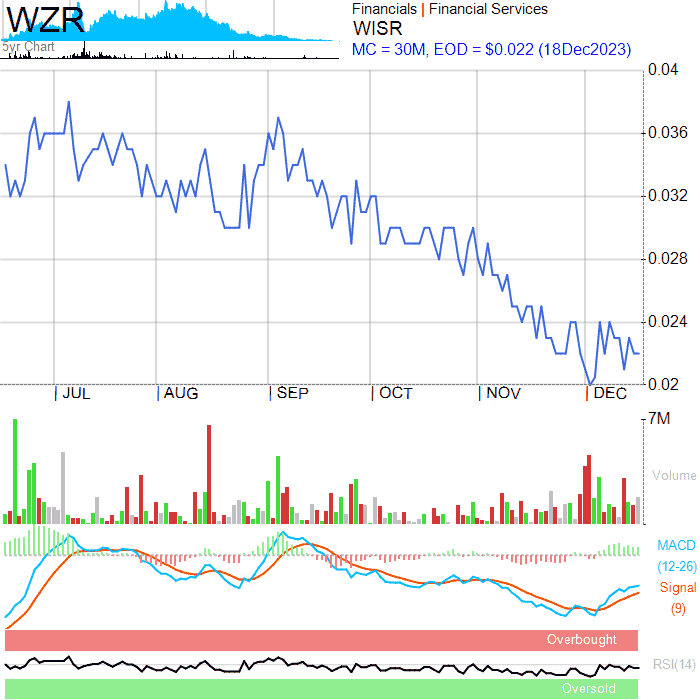 WZR
5yr Chart
Financials | Financial Services
WISR
MC = 30M, EOD = $0.022 (18Dec2023)
0.04
0.036
0.032
0.028
0.024
0.02
JUL AUG SEP OCT NOV DEC
7M
Volume
MACD
(12-26)
Signal
(9)
Overbought
RSI(14)
Oversold